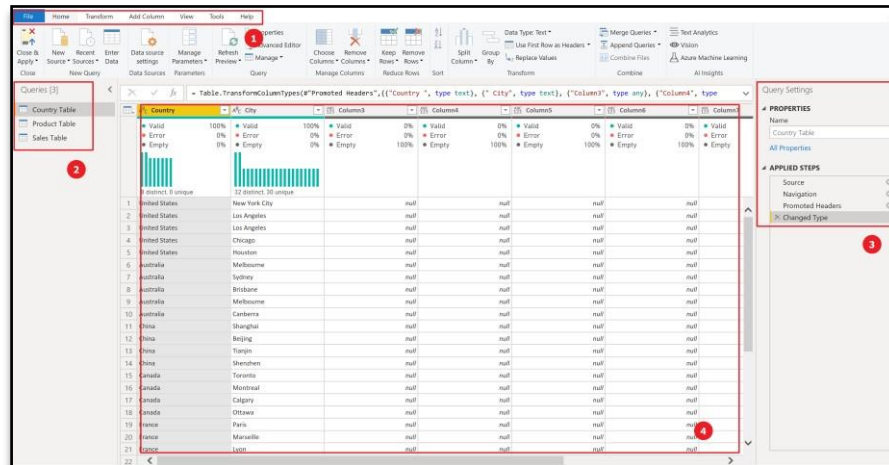 File Home Transform Add Column View Tools Help
1
Close & Apply New Source Recent Sources Enter Data Data source settings Manage Parameters Refresh Preview Properties Advanced Editor Manage Choose Columns Remove Columns Keep Rows Remove Rows Split Column Group By Data Type: Text Use First Row as Headers Replace Values Merge Queries Append Queries Combine Files Text Analytics Vision Azure Machine Learning
Close New Query Data Sources Parameters Query Manage Columns Reduce Rows Sort Transform Combine AI Insights
Queries [3]
Country Table
Product Table
Sales Table
2
= Table.TransformColumnTypes(#"Promoted Headers",{{"Country ", type text}, {" City", type text}, {"Column3", type any}, {"Column4", type
Country City Column3 Column4 Column5 Column6 Column7
Valid 100% Valid 100% Valid 0% Valid 0% Valid 0% Valid 0% Valid
Error 0% Error 0% Error 0% Error 0% Error 0% Error 0% Error
Empty 0% Empty 0% Empty 100% Empty 100% Empty 100% Empty 100% Empty
distinct, 0 unique 32 distinct, 30 unique
1 United States New York City null null null null
2 United States Los Angeles null null null null
3 United States Los Angeles null null null null
4 United States Chicago null null null null
5 United States Houston null null null null
6 Australia Melbourne null null null null
7 Australia Sydney null null null null
8 Australia Brisbane null null null null
9 Australia Melbourne null null null null
10 Australia Canberra null null null null
11 China Shanghai null null null null
12 China Beijing null null null null
13 China Tianjin null null null null
14 China Shenzhen null null null null
15 Canada Toronto null null null null
16 Canada Montreal null null null null
17 Canada Calgary null null null null
18 Canada Ottawa null null null null
19 France Paris null null null null
20 France Marseille null null null null
21 France Lyon null null null null
22
4
Query Settings
PROPERTIES
Name
Country Table
All Properties
APPLIED STEPS
Source
Navigation
Promoted Headers
Changed Type
3